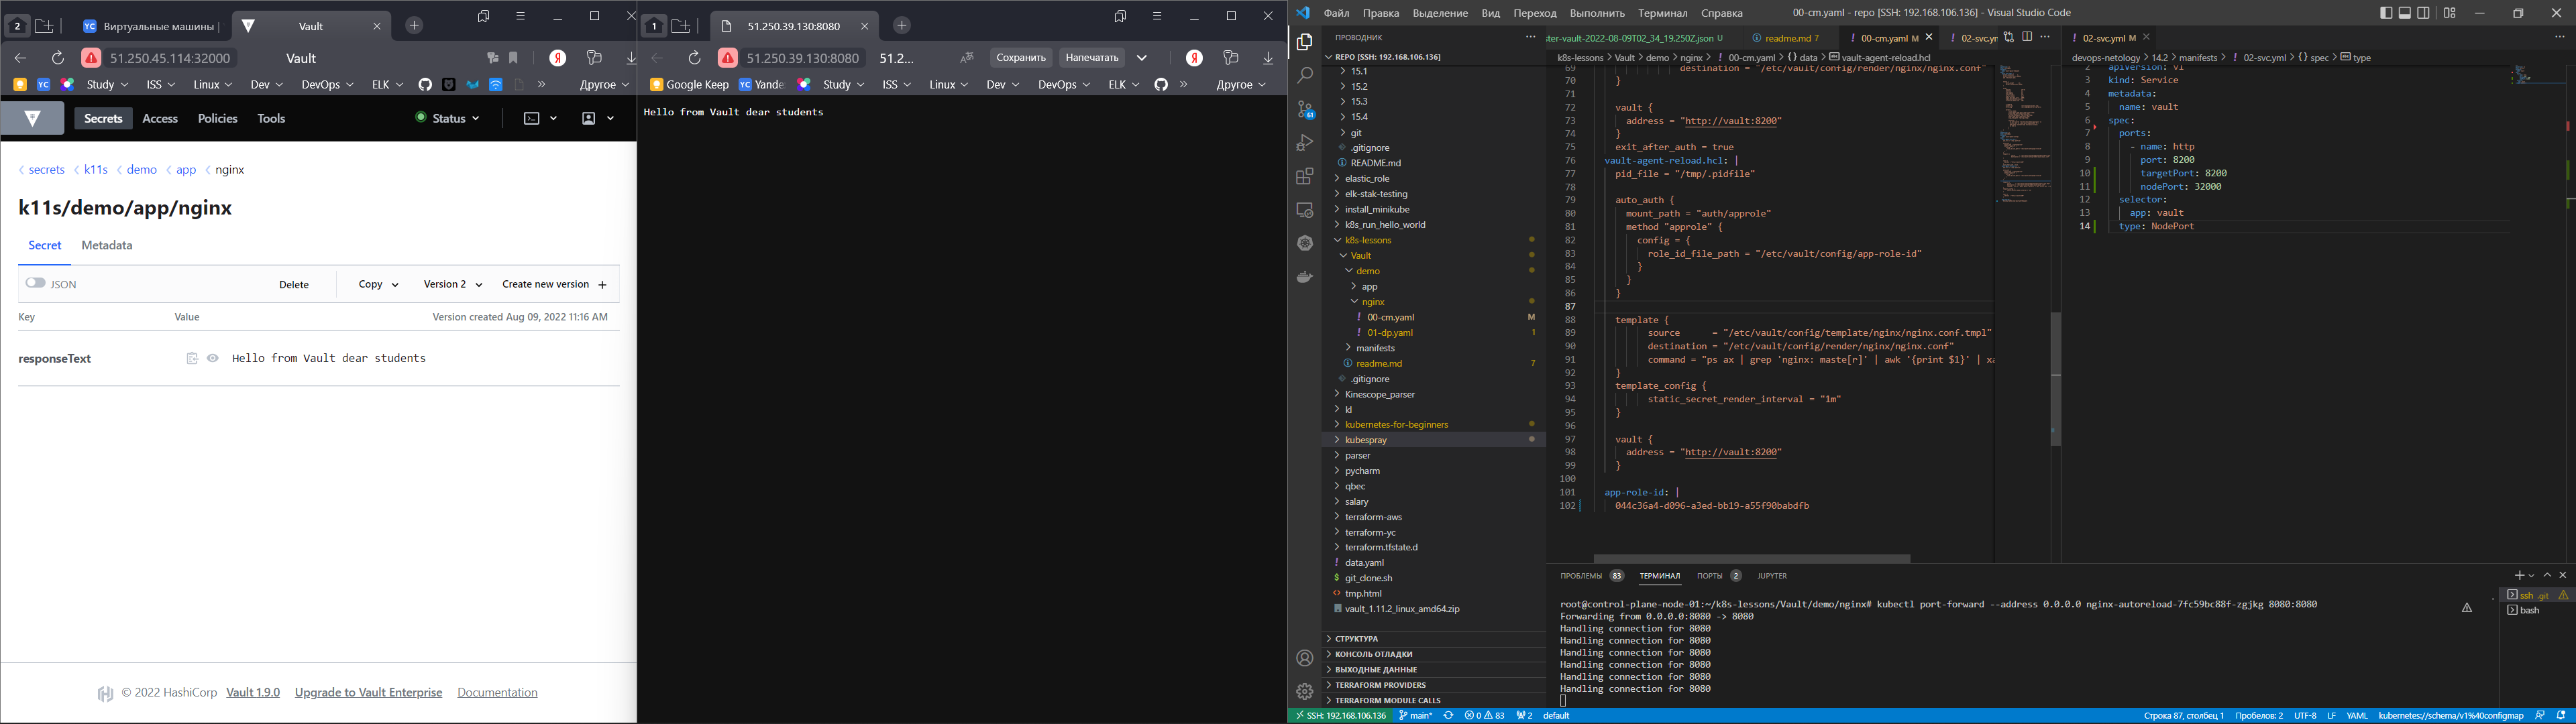 2
Виртуальные машины |
Vault
51.250.45.114:32000
Vault
Study
ISS
Linux
Dev
DevOps
ELK
Другое
Secrets
Access
Policies
Tools
Status
secrets
k11s
demo
app
nginx
k11s/demo/app/nginx
Secret
Metadata
JSON
Delete
Copy
Version 2
Create new version
Key
Value
Version created Aug 09, 2022 11:16 AM
responseText
Hello from Vault dear students
© 2022 HashiCorp
Vault 1.9.0
Upgrade to Vault Enterprise
Documentation
1
51.250.39.130:8080
51.250.39.130:8080
51.2...
Сохранить
Напечатать
Google Keep
Yande
Study
ISS
Linux
Dev
DevOps
ELK
Другое
Hello from Vault dear students
Файл
Правка
Выделение
Вид
Переход
Выполнить
Терминал
Справка
00-cm.yaml - repo [SSH: 192.168.106.136] - Visual Studio Code
ПРОВОДНИК
REPO [SSH: 192.168.106.136]
15.1
15.2
15.3
15.4
git
.gitignore
README.md
elastic_role
elk-stak-testing
install_minikube
k8s_run_hello_world
k8s-lessons
Vault
demo
app
nginx
00-cm.yaml M
01-dp.yaml 1
manifests
readme.md 7
.gitignore
Kinescope_parser
kl
kubernetes-for-beginners
kubespray
parser
pycharm
qbec
salary
terraform-aws
terraform-yc
terraform.tfstate.d
data.yaml
git_clone.sh
tmp.html
vault_1.11.2_linux_amd64.zip
СТРУКТУРА
КОНСОЛЬ ОТЛАДКИ
ВЫХОДНЫЕ ДАННЫЕ
TERRAFORM PROVIDERS
TERRAFORM MODULE CALLS
ster-vault-2022-08-09T02_34_19.250Z.json U
readme.md 7
00-cm.yaml M
02-svc.yml
k8s-lessons > Vault > demo > nginx > 00-cm.yaml > {} data > vault-agent-reload.hcl
69 destination = "/etc/vault/config/render/nginx/nginx.conf"
70 }
71
72 vault {
73 address = "http://vault:8200"
74 }
75 exit_after_auth = true
76 vault-agent-reload.hcl: |
77 pid_file = "/tmp/.pidfile"
78
79 auto_auth {
80 mount_path = "auth/approle"
81 method "approle" {
82 config = {
83 role_id_file_path = "/etc/vault/config/app-role-id"
84 }
85 }
86 }
87
88 template {
89 source = "/etc/vault/config/template/nginx/nginx.conf.tmpl"
90 destination = "/etc/vault/config/render/nginx/nginx.conf"
91 command = "ps ax | grep 'nginx: maste[r]' | awk '{print $1}' | xa
92 }
93 template_config {
94 static_secret_render_interval = "1m"
95 }
96
97 vault {
98 address = "http://vault:8200"
99 }
100
101 app-role-id: |
102 044c36a4-d096-a3ed-bb19-a55f90babdfb
02-svc.yml M
devops-netology > 14.2 > manifests > 02-svc.yml > {} spec > type
2 apiVersion: v1
3 kind: Service
4 metadata:
5 name: vault
6 spec:
7 ports:
8 - name: http
9 port: 8200
10 targetPort: 8200
11 nodePort: 32000
12 selector:
13 app: vault
14 type: NodePort
ПРОБЛЕМЫ 83
ТЕРМИНАЛ
ПОРТЫ 2
JUPYTER
root@control-plane-node-01:~/k8s-lessons/Vault/demo/nginx# kubectl port-forward --address 0.0.0.0 nginx-autoreload-7fc59bc88f-zgjkg 8080:8080
Forwarding from 0.0.0.0:8080 -> 8080
Handling connection for 8080
Handling connection for 8080
Handling connection for 8080
Handling connection for 8080
Handling connection for 8080
Handling connection for 8080
ssh .git
bash
SSH: 192.168.106.136
main*
0 83
2
default
Строка 87, столбец 1
Пробелов: 2
UTF-8
LF
YAML
kubernetes://schema/v1%40configmap